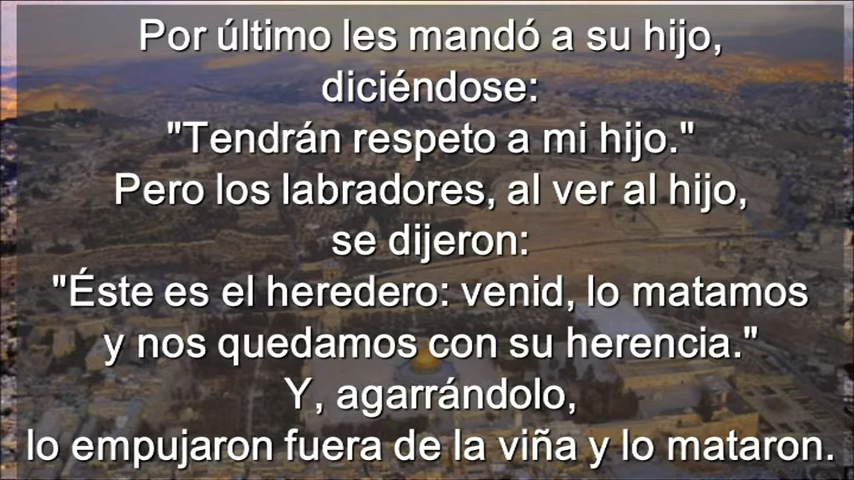 Por último les mandó a su hijo,
diciéndose:
"Tendrán respeto a mi hijo."
Pero los labradores, al ver al hijo,
se dijeron:
"Éste es el heredero: venid, lo matamos
y nos quedamos con su herencia."
Y, agarrándolo,
lo empujaron fuera de la viña y lo mataron.